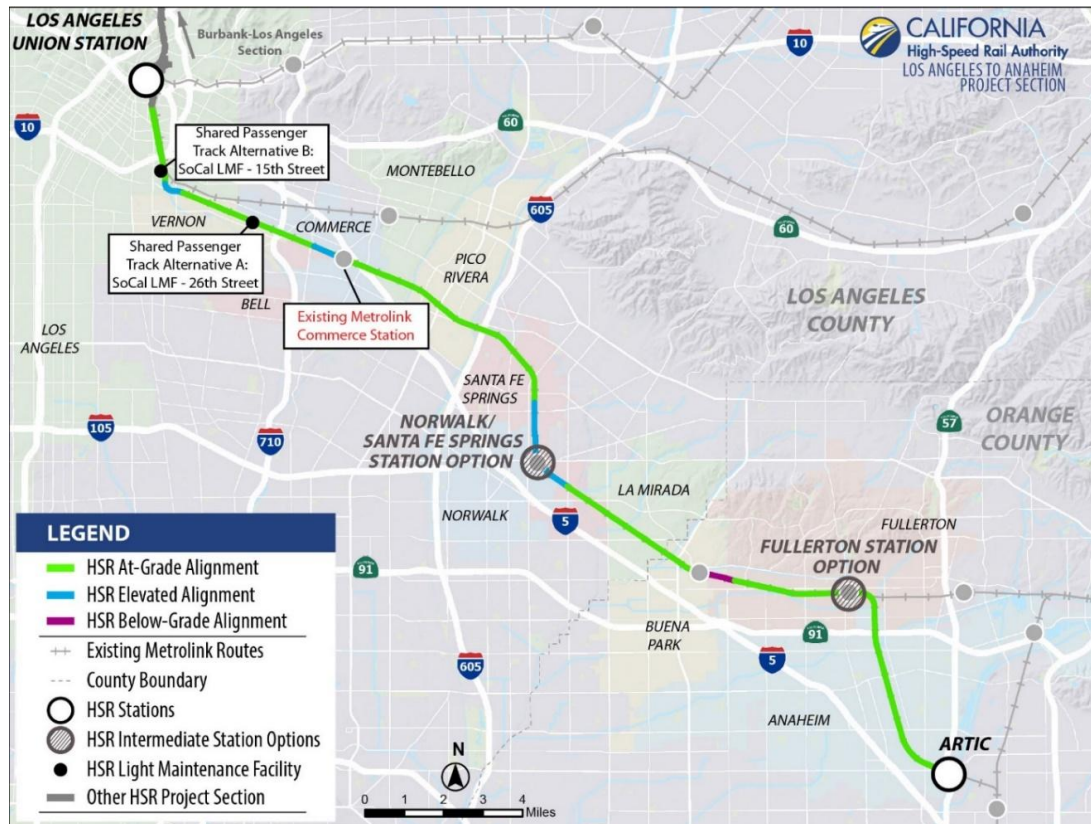 LOS ANGELES
UNION STATION
Burbank-Los Angeles
Section
CALIFORNIA
High-Speed Rail Authority
LOS ANGELES TO ANAHEIM
PROJECT SECTION
10
10
60
Shared Passenger
Track Alternative B:
SoCal LMF - 15th Street
MONTEBELLO
605
60
VERNON
COMMERCE
Shared Passenger
Track Alternative A:
SoCal LMF - 26th Street
PICO
RIVERA
BELL
Existing Metrolink
Commerce Station
LOS ANGELES
COUNTY
LOS
ANGELES
SANTA FE
SPRINGS
NORWALK/
SANTA FE SPRINGS
STATION OPTION
105
710
57
ORANGE
COUNTY
LA MIRADA
NORWALK
5
FULLERTON
FULLERTON STATION
OPTION
LEGEND
HSR At-Grade Alignment
HSR Elevated Alignment
HSR Below-Grade Alignment
Existing Metrolink Routes
County Boundary
HSR Stations
HSR Intermediate Station Options
HSR Light Maintenance Facility
Other HSR Project Section
91
BUENA
PARK
91
605
5
ANAHEIM
ARTIC
N
0 1 2 3 4
Miles